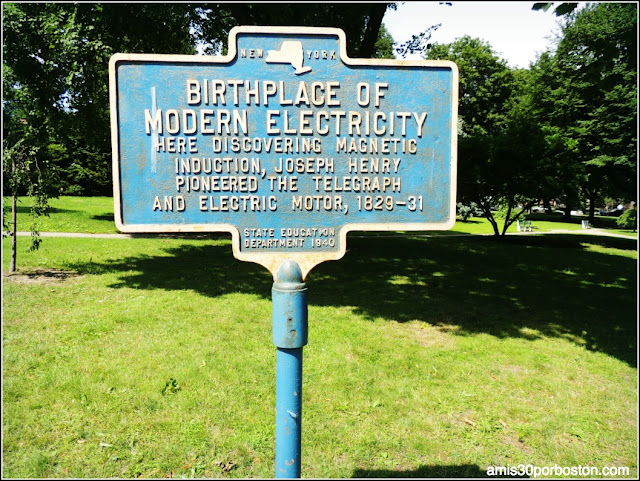 NEW YORK
BIRTHPLACE OF
MODERN ELECTRICITY
HERE DISCOVERING MAGNETIC
INDUCTION, JOSEPH HENRY
PIONEERED THE TELEGRAPH
AND ELECTRIC MOTOR, 1829-31
STATE EDUCATION
DEPARTMENT 1940
amis30porboston.com